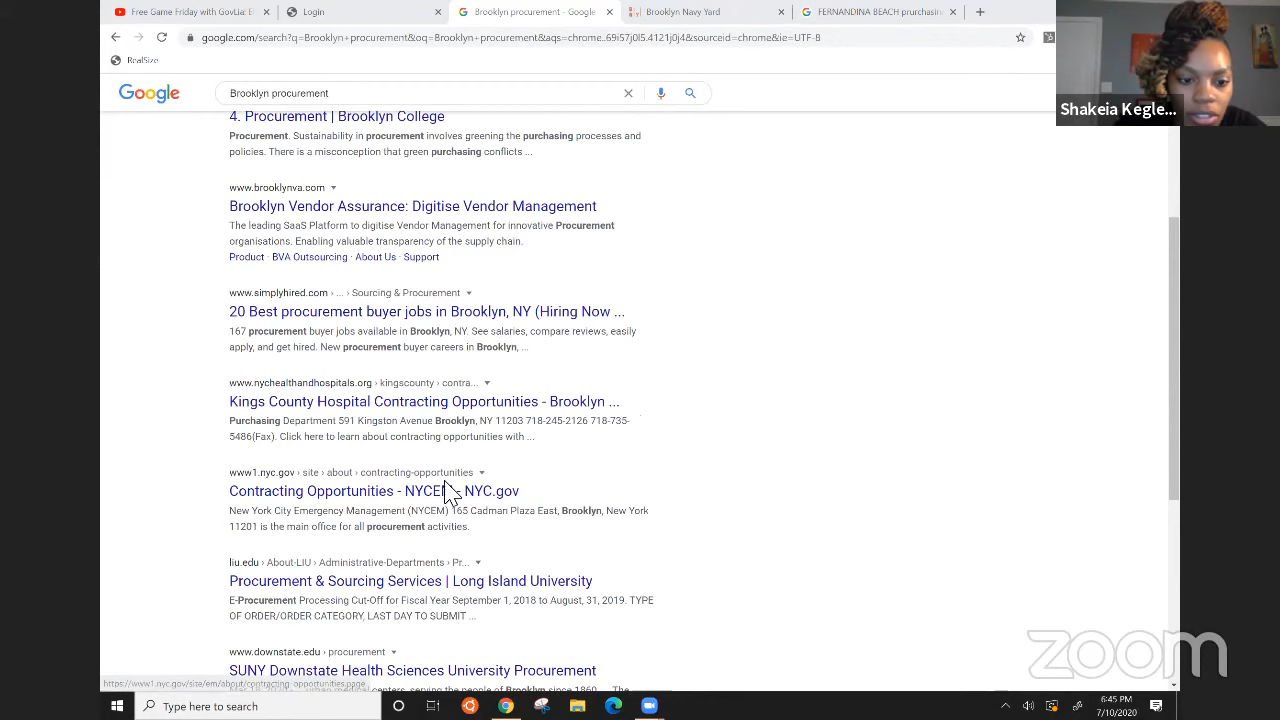 Free Game Friday with GovLia: E
Login
Brooklyn procurement - Google
Brooklyn Navy Yard
FERNANDINA BEACH prurchasin
google.com/search?q=Brooklyn+procurement&oq=Brooklyn+procurement&aqs=chrome..69i57j0l5.4121j0j4&sourceid=chrome&ie=UTF-8
RealSize
Google
Brooklyn procurement
Shakeia Kegle...
4. Procurement | Brooklyn College
Procurement. Sustainability in procurement involves greening the purchasing processes and
policies. There is a misconception that green purchasing conflicts ...
www.brooklynva.com
Brooklyn Vendor Assurance: Digitise Vendor Management
The leading SaaS Platform to digitise Vendor Management for innovative Procurement
organisations. Enabling valuable transparency of the supply chain.
Product · BVA Outsourcing · About Us · Support
www.simplyhired.com › ... › Sourcing & Procurement
20 Best procurement buyer jobs in Brooklyn, NY (Hiring Now ...
167 procurement buyer jobs available in Brooklyn, NY. See salaries, compare reviews, easily
apply, and get hired. New procurement buyer careers in Brooklyn, ...
www.nychealthandhospitals.org › kingscounty › contra...
Kings County Hospital Contracting Opportunities - Brooklyn ...
Purchasing Department 591 Kingston Avenue Brooklyn, NY 11203 718-245-2126 718-735-
5486(Fax). Click here to learn about contracting opportunities with ...
www1.nyc.gov › site › about › contracting-opportunities
Contracting Opportunities - NYCEM - NYC.gov
New York City Emergency Management (NYCEM) 165 Cadman Plaza East, Brooklyn, New York
11201 is the main office for all procurement activities.
liu.edu › About-LIU › Administrative-Departments › Pr...
Procurement & Sourcing Services | Long Island University
E-Procurement Processing Cut-Off for Fiscal Year September 1, 2018 to August, 31, 2019. TYPE
OF ORDER/ORDER CATEGORY, LAST DAY TO SUBMIT ...
www.downstate.edu › procurement
SUNY Downstate Health Sciences University Procurement
medical centers, serving the people of Brooklyn since 1860 ... The
https://www1.nyc.gov/site/em/about/contracting-opportunities.page
zoom
Type here to search
6:45 PM
7/10/2020